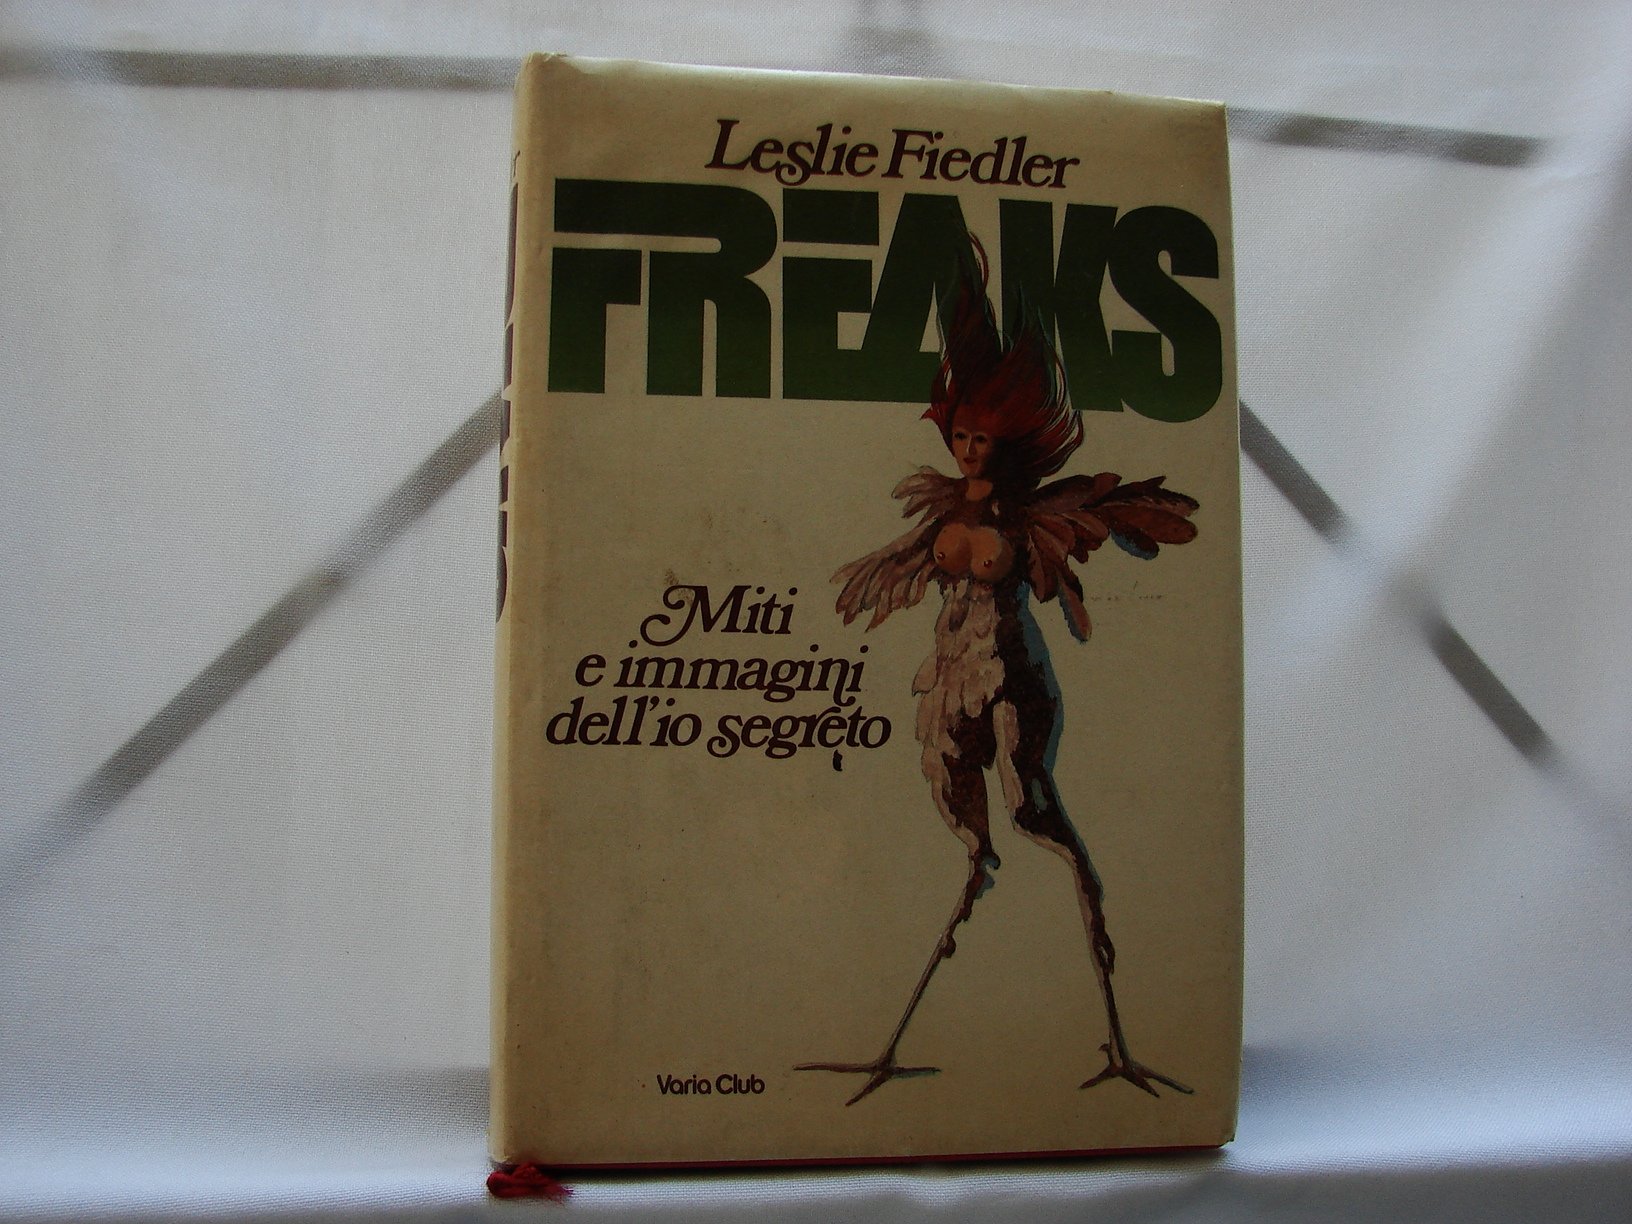 Leslie Fiedler
FREAKS
Miti
e immagini
dell'io segreto
Varia Club